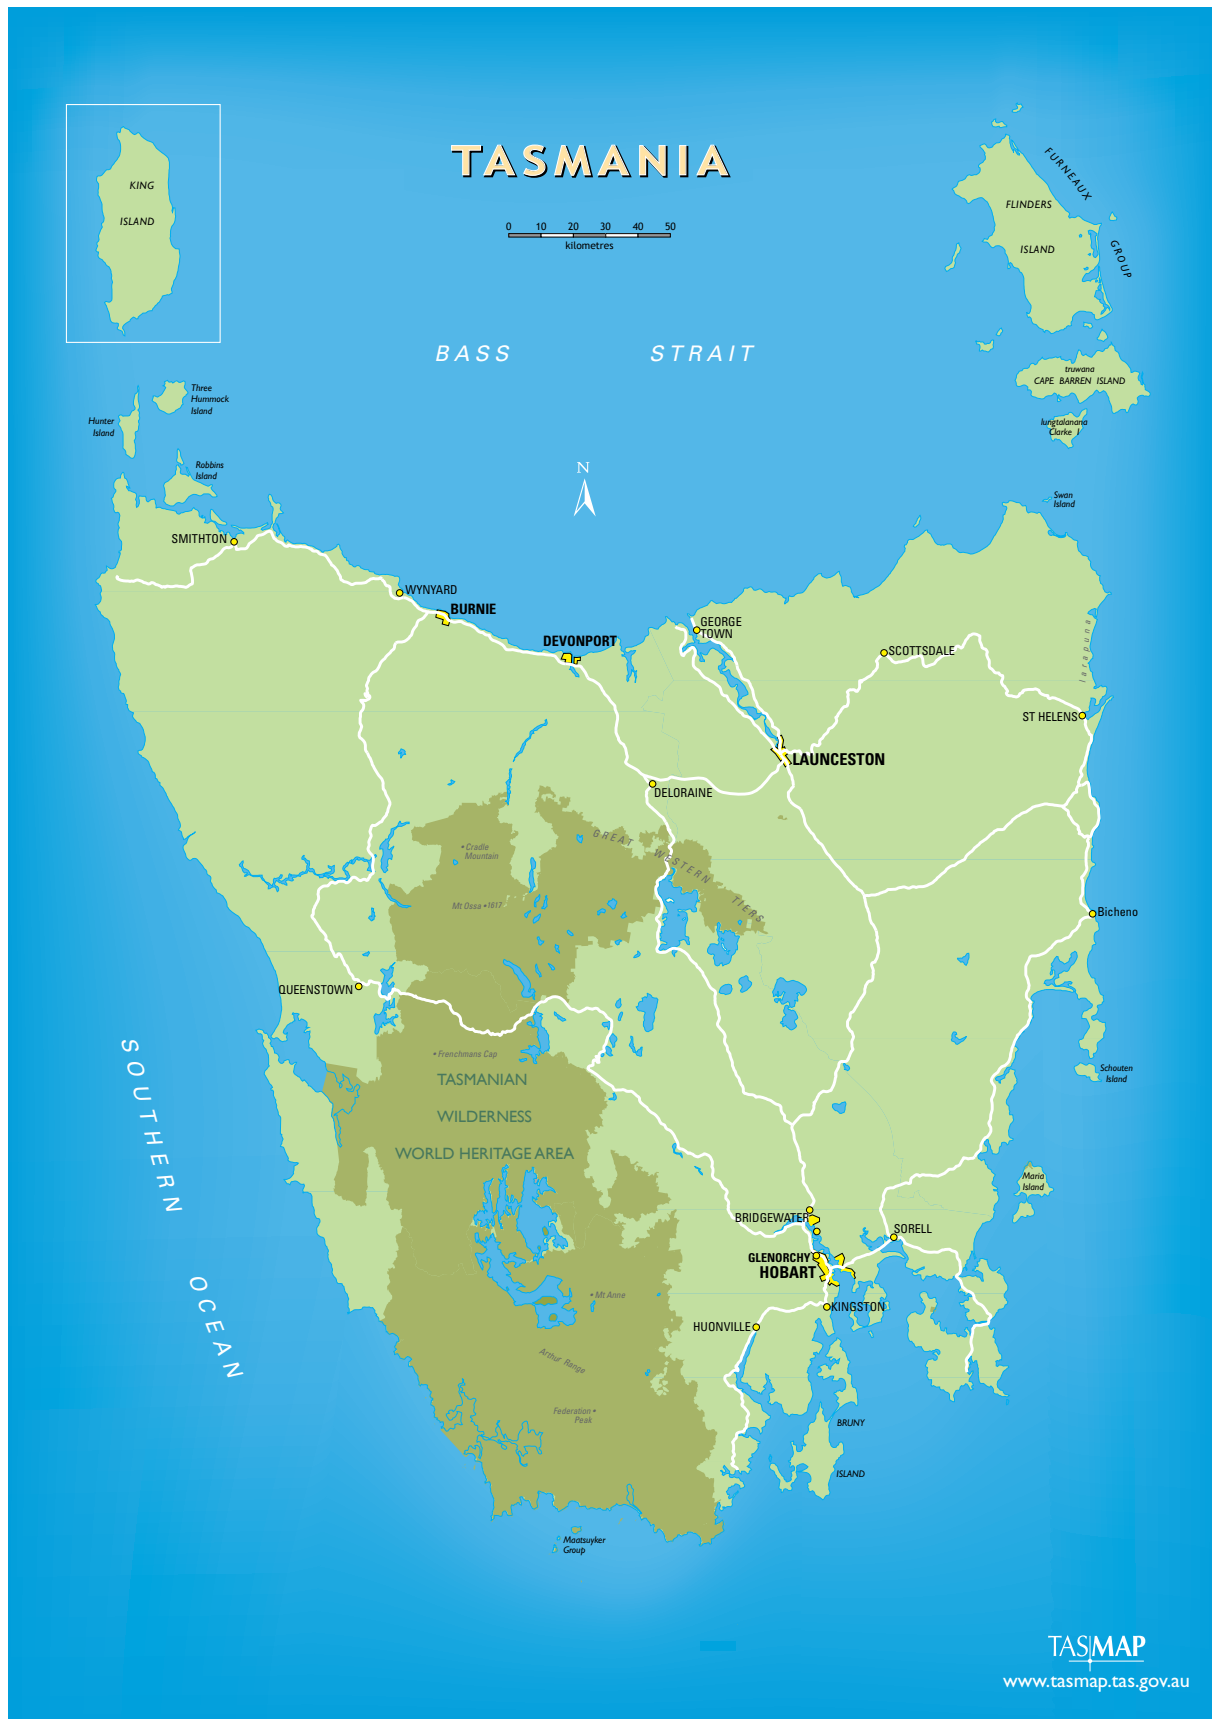 TASMANIA
0 10 20 30 40 50
kilometres
KING
ISLAND
FURNEAUX
GROUP
FLINDERS
ISLAND
BASS STRAIT
truwana
CAPE BARREN ISLAND
lungtalanana
Clarke I
Three
Hummock
Island
Hunter
Island
Robbins
Island
N
Swan
Island
SMITHTON
WYNYARD
BURNIE
DEVONPORT
GEORGE
TOWN
SCOTTSDALE
larapuna
ST HELENS
LAUNCESTON
DELORAINE
GREAT WESTERN TIERS
• Cradle
Mountain
Mt Ossa • 1617
Bicheno
QUEENSTOWN
SOUTHERN OCEAN
• Frenchmans Cap
TASMANIAN
WILDERNESS
WORLD HERITAGE AREA
Schouten
Island
Maria
Island
BRIDGEWATER
SORELL
GLENORCHY
HOBART
• Mt Anne
KINGSTON
HUONVILLE
Arthur Range
Federation •
Peak
BRUNY
ISLAND
Maatsuyker
Group
TASMAP
www.tasmap.tas.gov.au